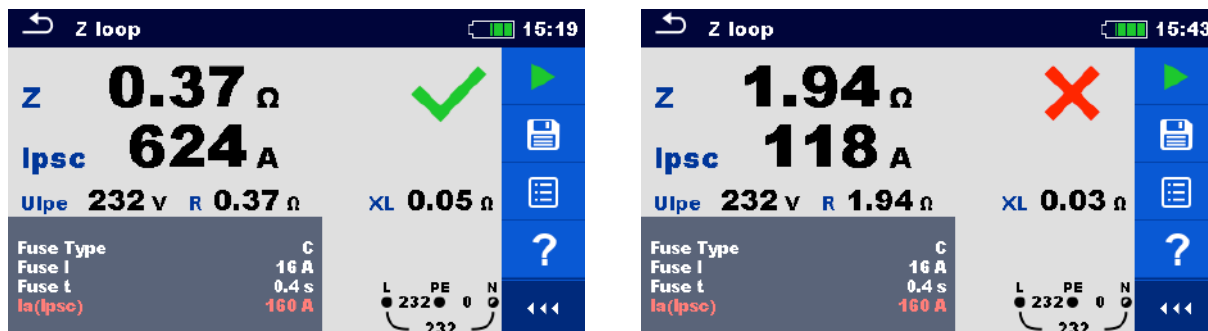 Z loop 15:19
Z 0.37 Ω
Ipsc 624 A
Ulpe 232 V R 0.37 Ω XL 0.05 Ω
Fuse Type C
Fuse I 16 A
Fuse t 0.4 s
Ia(Ipsc) 160 A
L PE N
232 0
232
?
Z loop 15:43
Z 1.94 Ω
Ipsc 118 A
Ulpe 232 V R 1.94 Ω XL 0.03 Ω
Fuse Type C
Fuse I 16 A
Fuse t 0.4 s
Ia(Ipsc) 160 A
L PE N
232 0
232
?